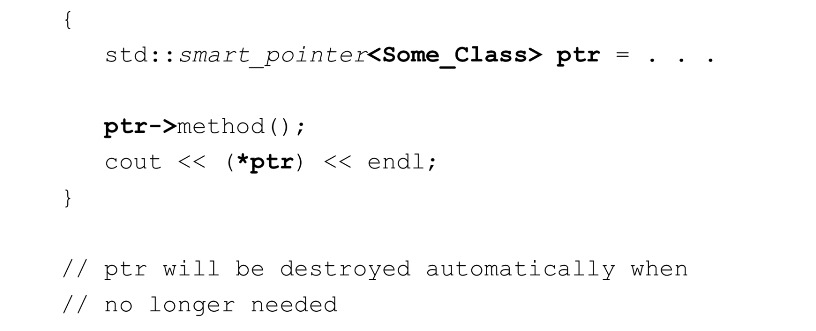 {
std::smart_pointer<Some_Class> ptr = . . .
ptr->method();
cout << (*ptr) << endl;
}
// ptr will be destroyed automatically when
// no longer needed